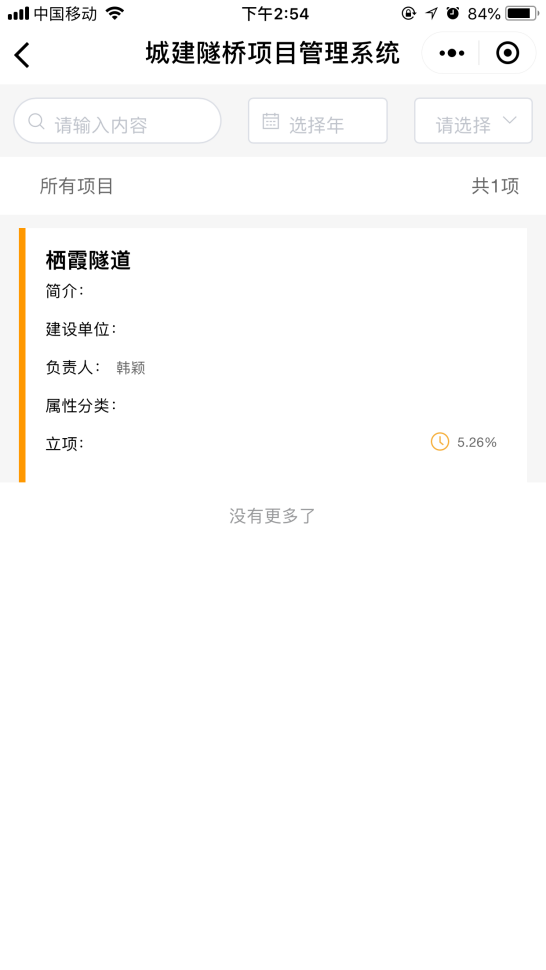 中国移动 下午2:54 84%
城建隧桥项目管理系统
请输入内容 选择年 请选择
所有项目 共1项
栖霞隧道
简介：
建设单位：
负责人： 韩颖
属性分类：
立项： 5.26%
没有更多了